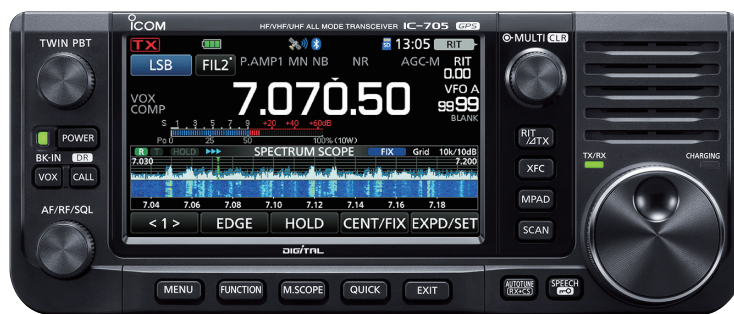 ICOM
HF/VHF/UHF ALL MODE TRANSCEIVER IC-705 GPS
TWIN PBT
TX
SD 13:05 RIT
MULTI CLR
LSB FIL2 P.AMP1 MN NB NR AGC-M RIT
0.00
VOX
COMP
7.070.50
VFO A
99 99
BLANK
S 1 3 5 7 9 +20 +40 +60dB
Po 0 25 50 100% (10W)
POWER
BK-IN DR
VOX CALL
AF/RF/SQL
R T HOLD SPECTRUM SCOPE FIX Grid 10k/10dB
7.030 7.200
7.04 7.06 7.08 7.10 7.12 7.14 7.16 7.18
< 1 > EDGE HOLD CENT/FIX EXPD/SET
DIGITAL
RIT
/⊿TX
XFC
MPAD
SCAN
TX/RX CHARGING
MENU FUNCTION M.SCOPE QUICK EXIT
AUTOTUNE
RX→CS
SPEECH